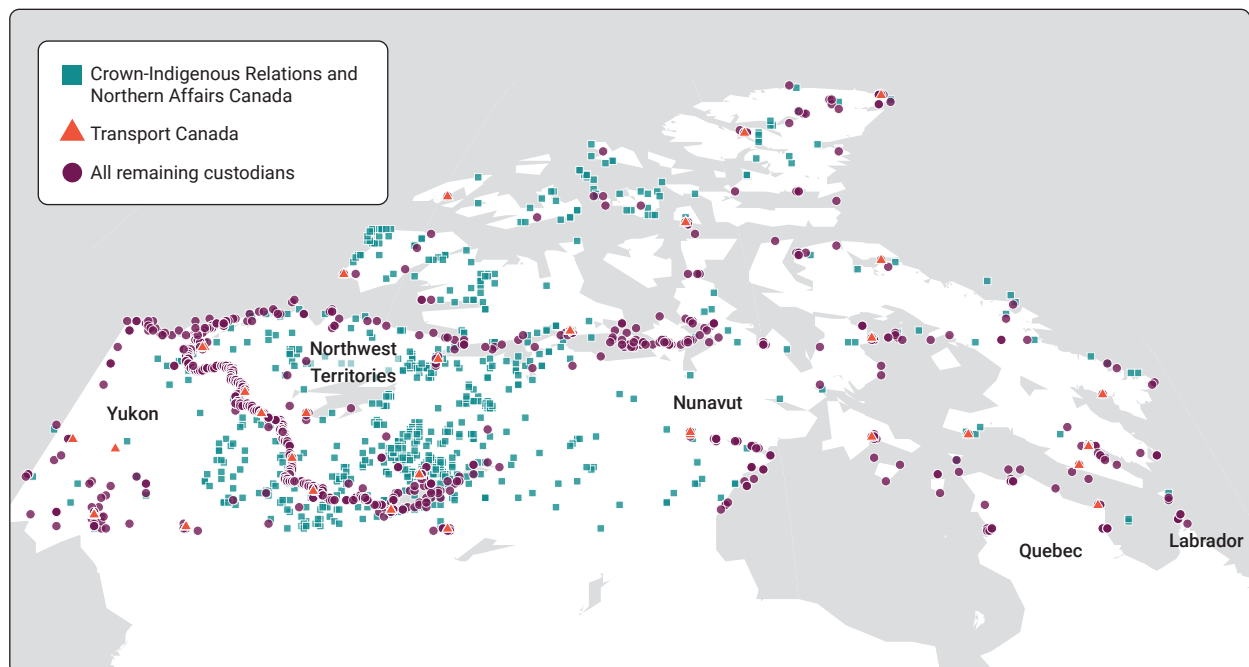 Crown-Indigenous Relations and
Northern Affairs Canada
Transport Canada
All remaining custodians
Northwest
Territories
Yukon
Nunavut
Quebec
Labrador